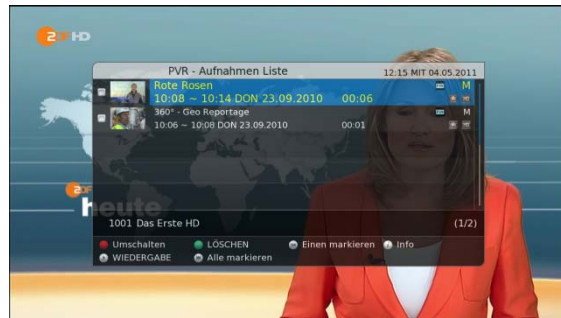 ZDF HD
PVR - Aufnahmen Liste 12:15 MIT 04.05.2011
Rote Rosen M
10:08 ~ 10:14 DON 23.09.2010 00:06
360° - Geo Reportage M
10:06 ~ 10:08 DON 23.09.2010 00:01
ZDF
heute
1001 Das Erste HD (1/2)
Umschalten LÖSCHEN Einen markieren Info
WIEDERGABE Alle markieren